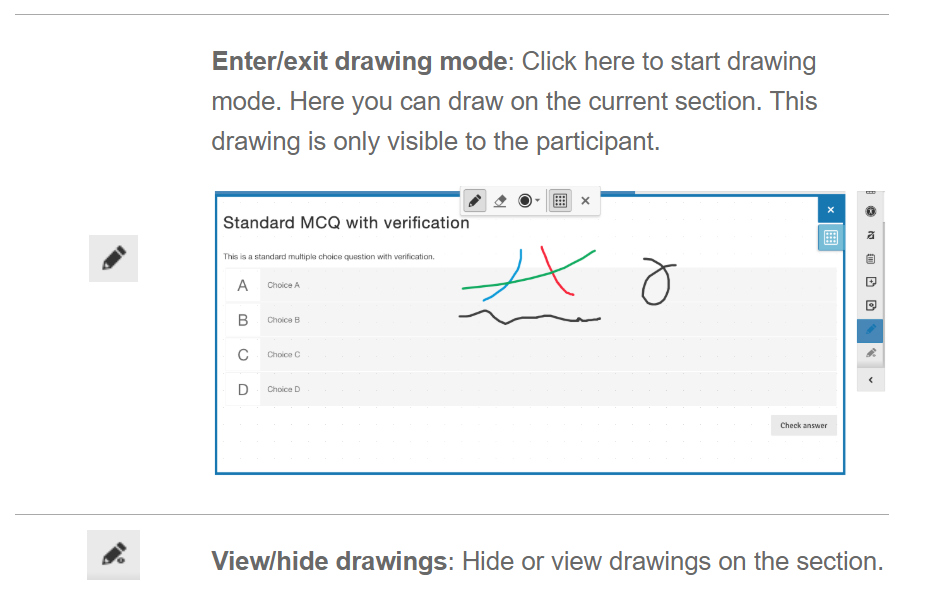 Enter/exit drawing mode: Click here to start drawing
mode. Here you can draw on the current section. This
drawing is only visible to the participant.
Standard MCQ with verification
This is a standard multiple choice question with verification.
A Choice A
B Choice B
C Choice C
D Choice D
Check answer
View/hide drawings: Hide or view drawings on the section.